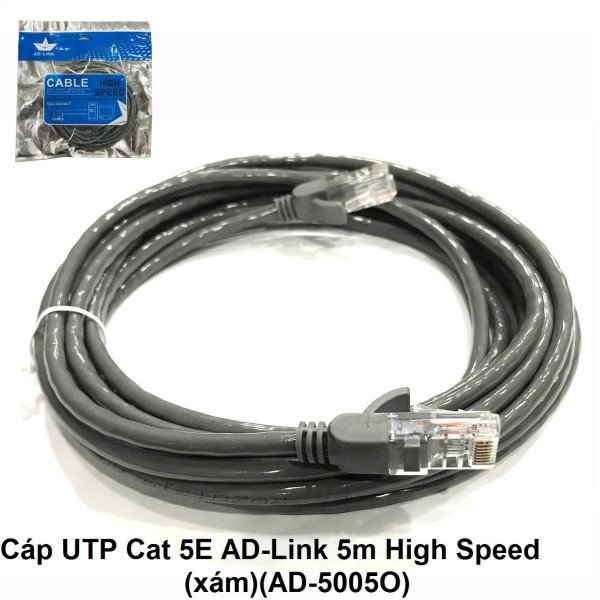 AD-LINK
CABLE
HIGH
SPEED
Cáp UTP Cat 5E AD-Link 5m High Speed
(xám)(AD-5005O)